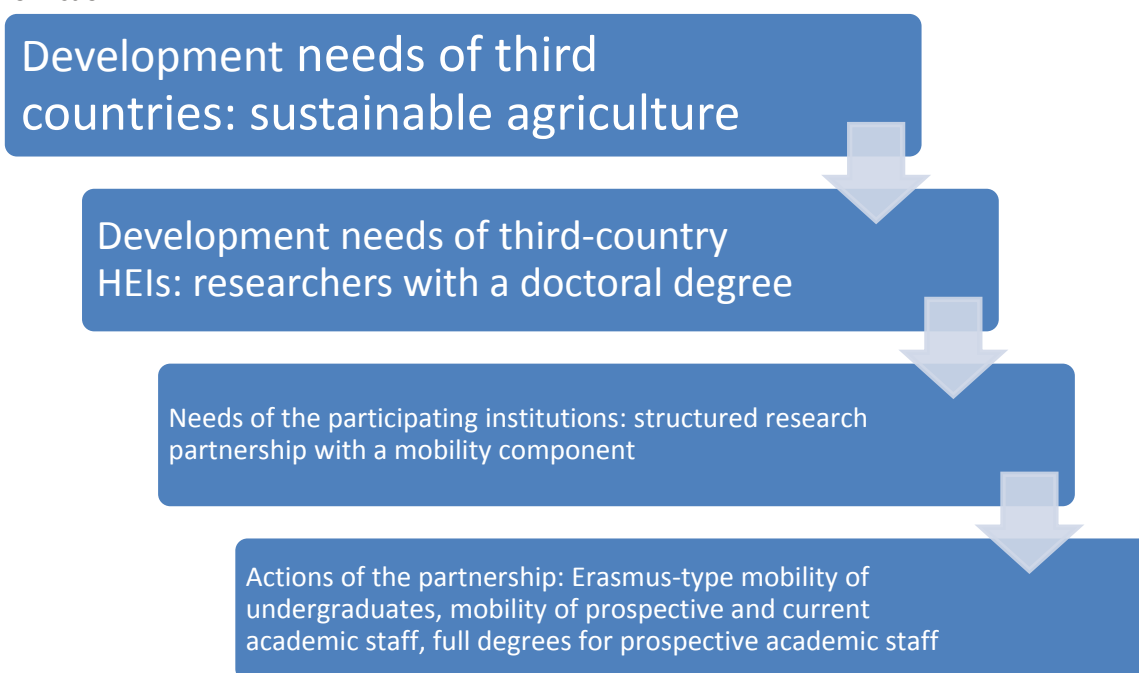 Development needs of third
countries: sustainable agriculture
Development needs of third-country
HEIs: researchers with a doctoral degree
Needs of the participating institutions: structured research
partnership with a mobility component
Actions of the partnership: Erasmus-type mobility of
undergraduates, mobility of prospective and current
academic staff, full degrees for prospective academic staff